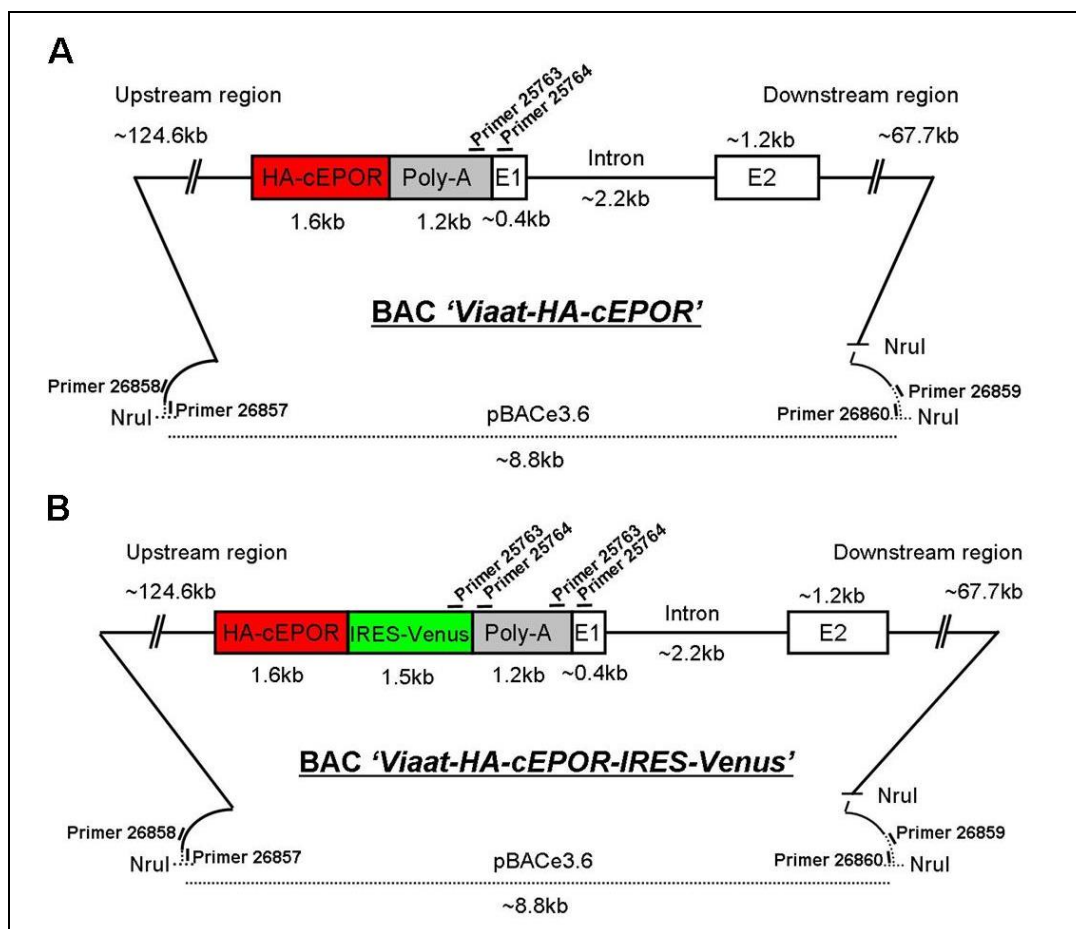 A
Upstream region
~124.6kb
Primer 25763
Primer 25764
Downstream region
~67.7kb
HA-cEPOR
Poly-A
E1
Intron
~1.2kb
E2
1.6kb
1.2kb
~0.4kb
~2.2kb
BAC ‘Viaat-HA-cEPOR’
NruI
Primer 26858
NruI
Primer 26857
pBACe3.6
Primer 26859
Primer 26860
NruI
~8.8kb
B
Upstream region
~124.6kb
Primer 25763
Primer 25764
Primer 25763
Primer 25764
Downstream region
~67.7kb
HA-cEPOR
IRES-Venus
Poly-A
E1
Intron
~1.2kb
E2
1.6kb
1.5kb
1.2kb
~0.4kb
~2.2kb
BAC ‘Viaat-HA-cEPOR-IRES-Venus’
NruI
Primer 26858
NruI
Primer 26857
pBACe3.6
Primer 26859
Primer 26860
NruI
~8.8kb